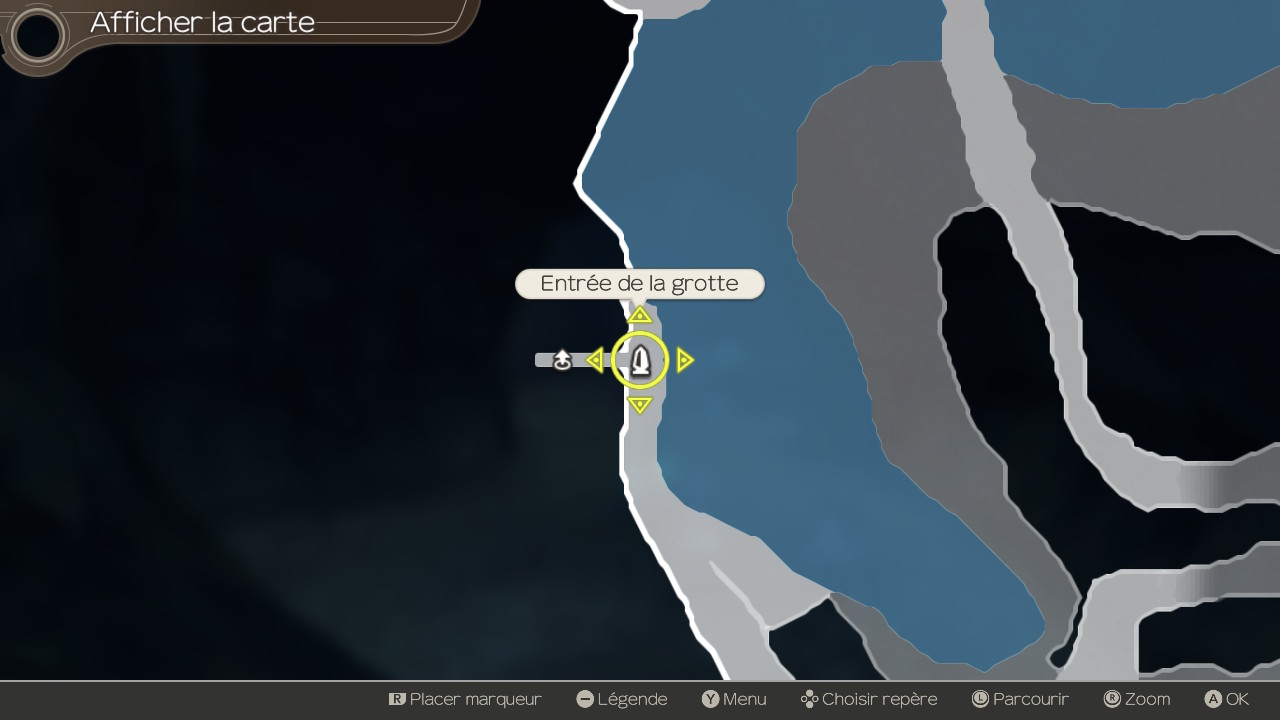 Afficher la carte
Entrée de la grotte
R Placer marqueur
Légende
Y Menu
Choisir repère
L Parcourir
R Zoom
A OK